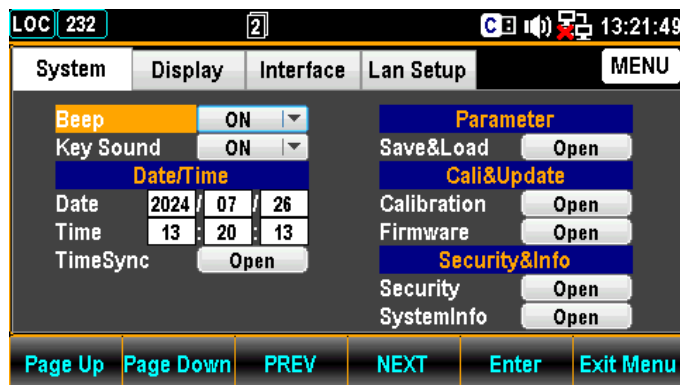 LOC 232 2 C 13:21:49
System Display Interface Lan Setup MENU
Beep ON
Key Sound ON
Date/Time
Date 2024 / 07 / 26
Time 13 : 20 : 13
TimeSync Open
Parameter
Save&Load Open
Cali&Update
Calibration Open
Firmware Open
Security&Info
Security Open
SystemInfo Open
Page Up Page Down PREV NEXT Enter Exit Menu